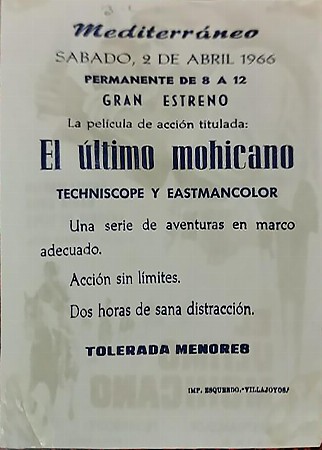 Mediterráneo
SABADO, 2 DE ABRIL 1966
PERMANENTE DE 8 A 12
GRAN ESTRENO
La película de acción titulada:
El último mohicano
TECHNISCOPE Y EASTMANCOLOR
Una serie de aventuras en marco
adecuado.
Acción sin límites.
Dos horas de sana distracción.
TOLERADA MENORES
IMP. ESQUERDO.-VILLAJOYOSA